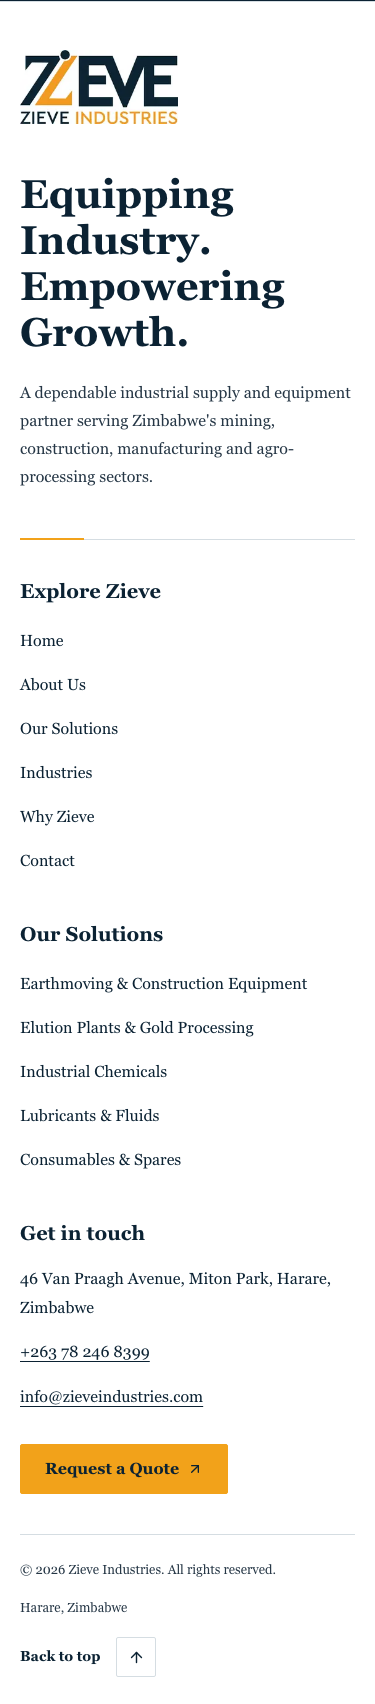 ZiEVE
ZIEVE INDUSTRIES
Equipping
Industry.
Empowering
Growth.
A dependable industrial supply and equipment
partner serving Zimbabwe's mining,
construction, manufacturing and agro-
processing sectors.
Explore Zieve
Home
About Us
Our Solutions
Industries
Why Zieve
Contact
Our Solutions
Earthmoving & Construction Equipment
Elution Plants & Gold Processing
Industrial Chemicals
Lubricants & Fluids
Consumables & Spares
Get in touch
46 Van Praagh Avenue, Miton Park, Harare,
Zimbabwe
+263 78 246 8399
info@zieveindustries.com
Request a Quote
© 2026 Zieve Industries. All rights reserved.
Harare, Zimbabwe
Back to top